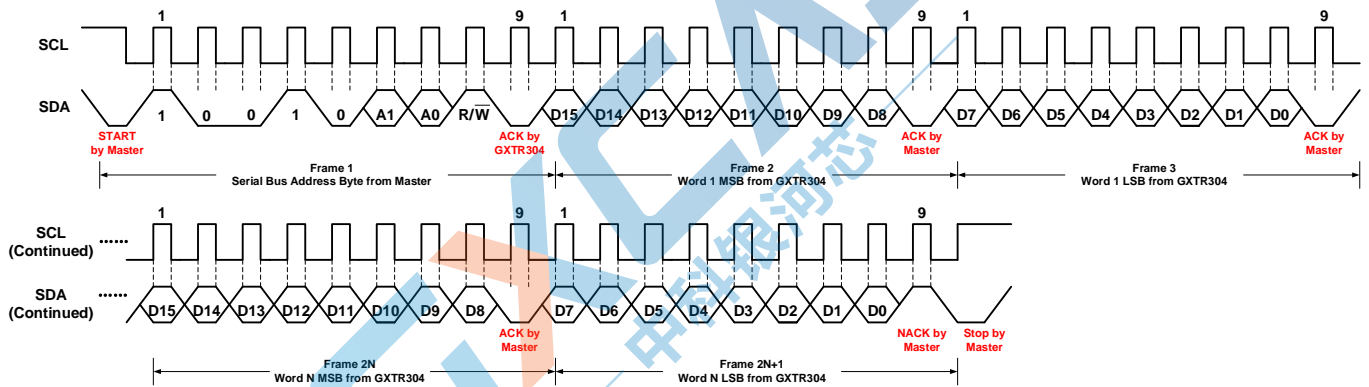 1 9 1 9 1 9
SCL
SDA
1 0 0 1 0 A1 A0 R/W̅ D15 D14 D13 D12 D11 D10 D9 D8 D7 D6 D5 D4 D3 D2 D1 D0
START by Master
ACK by GXTR304
ACK by Master
ACK by Master
Frame 1
Serial Bus Address Byte from Master
Frame 2
Word 1 MSB from GXTR304
Frame 3
Word 1 LSB from GXTR304
1 9 1 9
SCL (Continued) ······
SDA (Continued) ······
D15 D14 D13 D12 D11 D10 D9 D8 D7 D6 D5 D4 D3 D2 D1 D0
ACK by Master
NACK by Master
Stop by Master
Frame 2N
Word N MSB from GXTR304
Frame 2N+1
Word N LSB from GXTR304
中科银河芯